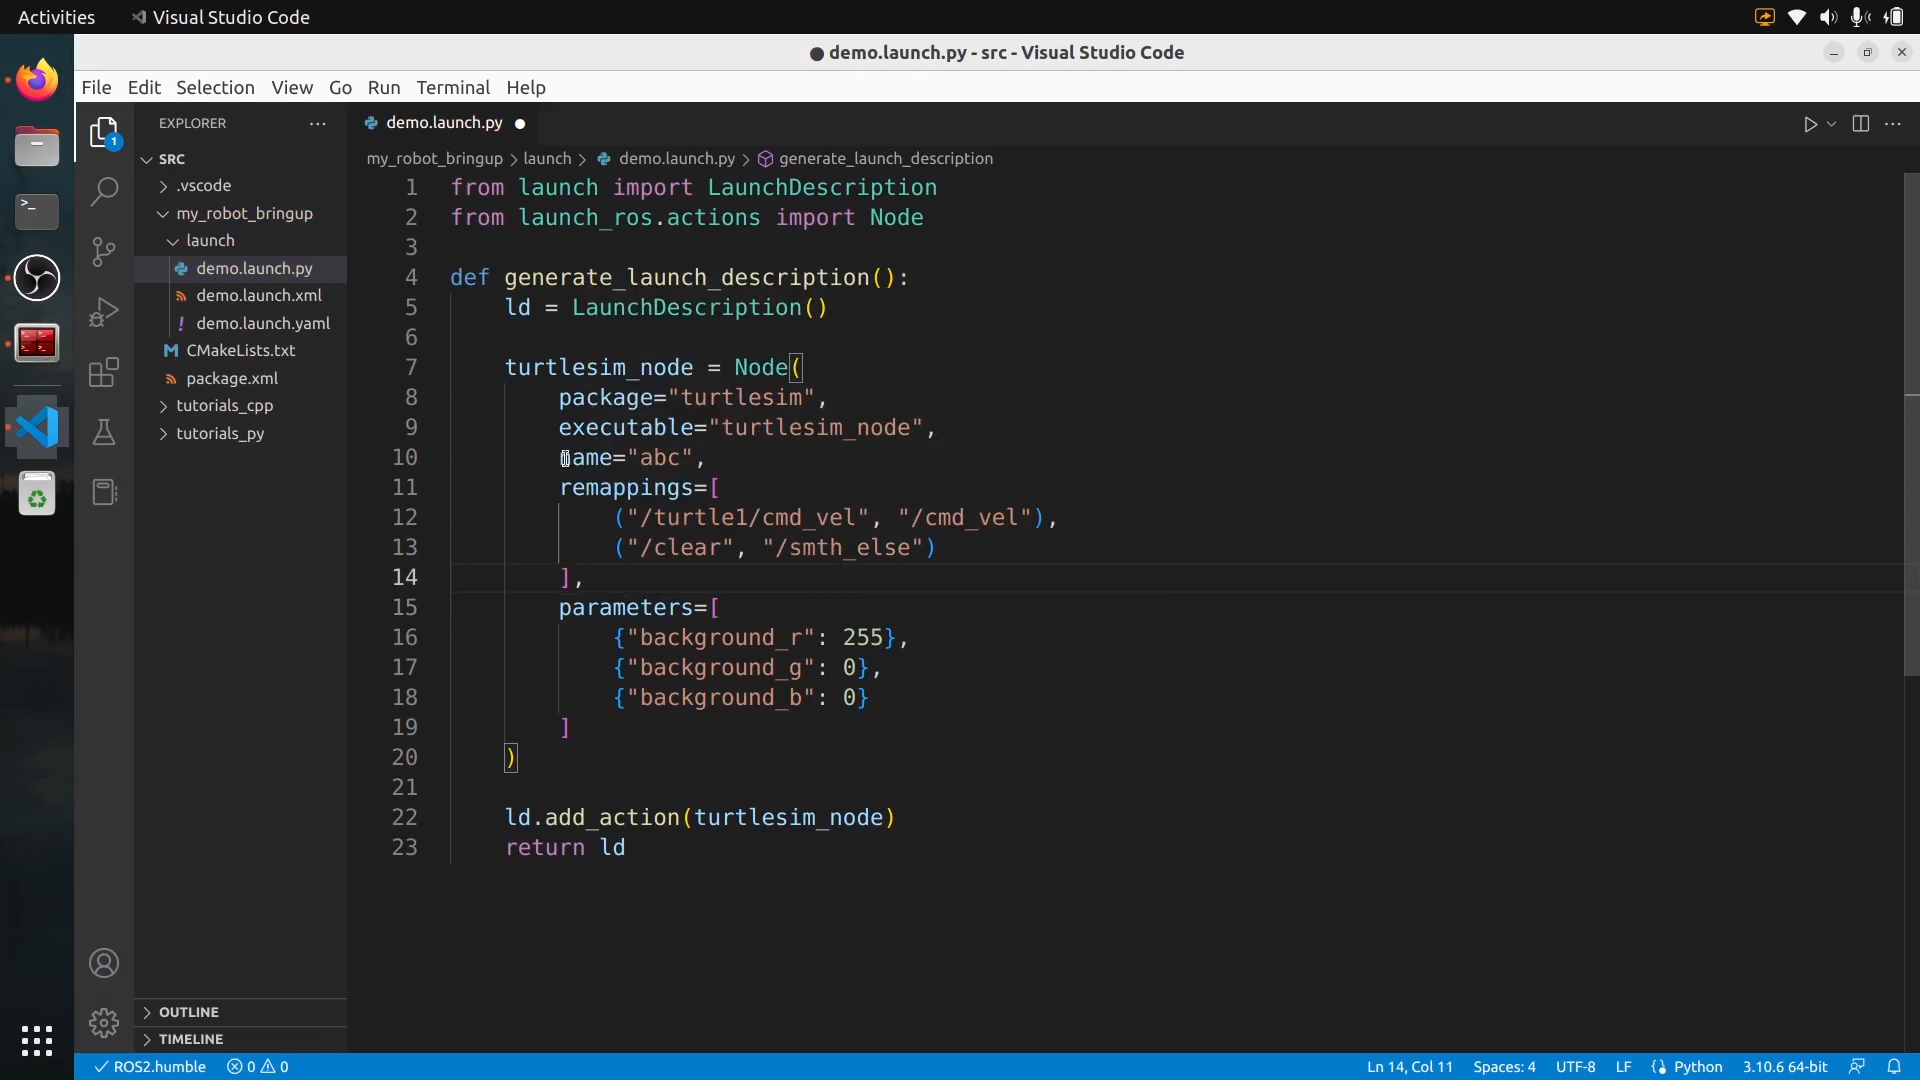 Activities Visual Studio Code
● demo.launch.py - src - Visual Studio Code
File Edit Selection View Go Run Terminal Help
EXPLORER
SRC
.vscode
my_robot_bringup
launch
demo.launch.py
demo.launch.xml
demo.launch.yaml
CMakeLists.txt
package.xml
tutorials_cpp
tutorials_py
OUTLINE
TIMELINE
1
demo.launch.py ●
my_robot_bringup > launch > demo.launch.py > generate_launch_description
1 from launch import LaunchDescription
2 from launch_ros.actions import Node
3
4 def generate_launch_description():
5     ld = LaunchDescription()
6
7     turtlesim_node = Node(
8         package="turtlesim",
9         executable="turtlesim_node",
10         name="abc",
11         remappings=[
12             ("/turtle1/cmd_vel", "/cmd_vel"),
13             ("/clear", "/smth_else")
14         ],
15         parameters=[
16             {"background_r": 255},
17             {"background_g": 0},
18             {"background_b": 0}
19         ]
20     )
21
22     ld.add_action(turtlesim_node)
23     return ld
ROS2.humble 0 0 Ln 14, Col 11 Spaces: 4 UTF-8 LF Python 3.10.6 64-bit